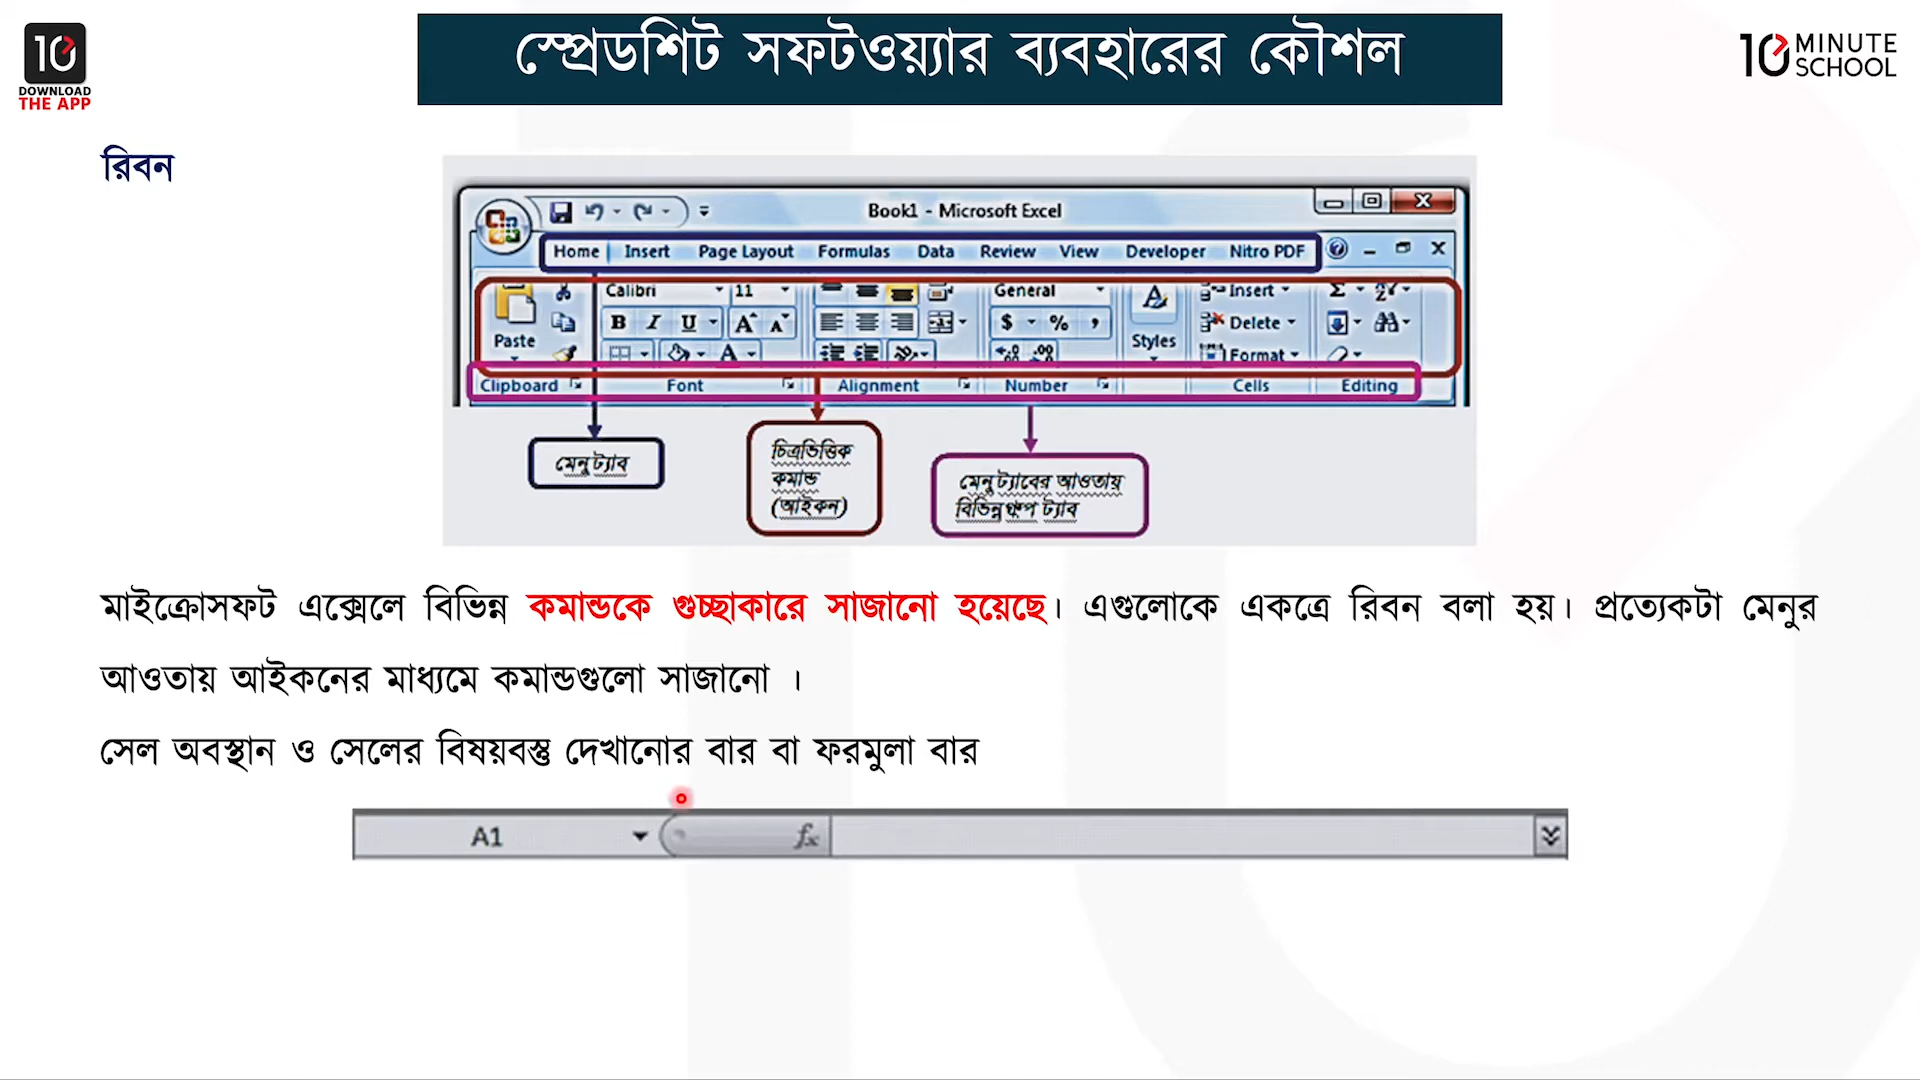 10
DOWNLOAD
THE APP
স্প্রেডশিট সফটওয়্যার ব্যবহারের কৌশল
10 MINUTE
SCHOOL
রিবন
Book1 - Microsoft Excel
Home Insert Page Layout Formulas Data Review View Developer Nitro PDF
Calibri 11 General Insert Σ
B I U A A $ % , A Delete
Paste A Styles Format
Clipboard Font Alignment Number Cells Editing
মেনু ট্যাব
চিত্রভিত্তিক
কমান্ড
(আইকন)
মেনু ট্যাবের আওতায়
বিভিন্ন গ্রুপ ট্যাব
মাইক্রোসফট এক্সেলে বিভিন্ন কমান্ডকে গুচ্ছাকারে সাজানো হয়েছে। এগুলোকে একত্রে রিবন বলা হয়। প্রত্যেকটা মেনুর
আওতায় আইকনের মাধ্যমে কমান্ডগুলো সাজানো ।
সেল অবস্থান ও সেলের বিষয়বস্তু দেখানোর বার বা ফরমুলা বার
A1 fx